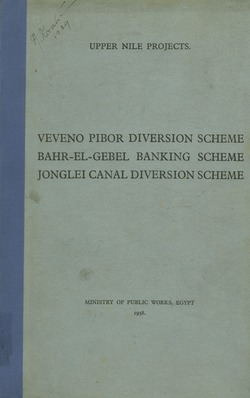 UPPER NILE PROJECTS.
VEVENO PIBOR DIVERSION SCHEME
BAHR-EL-GEBEL BANKING SCHEME
JONGLEI CANAL DIVERSION SCHEME
MINISTRY OF PUBLIC WORKS, EGYPT
1938.